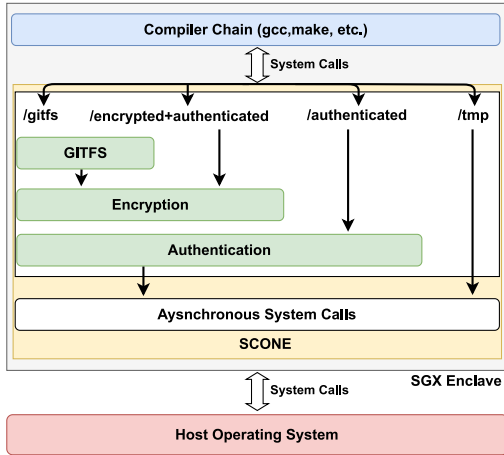 Compiler Chain (gcc,make, etc.)
System Calls
/gitfs
/encrypted+authenticated
/authenticated
/tmp
GITFS
Encryption
Authentication
Aysnchronous System Calls
SCONE
SGX Enclave
System Calls
Host Operating System